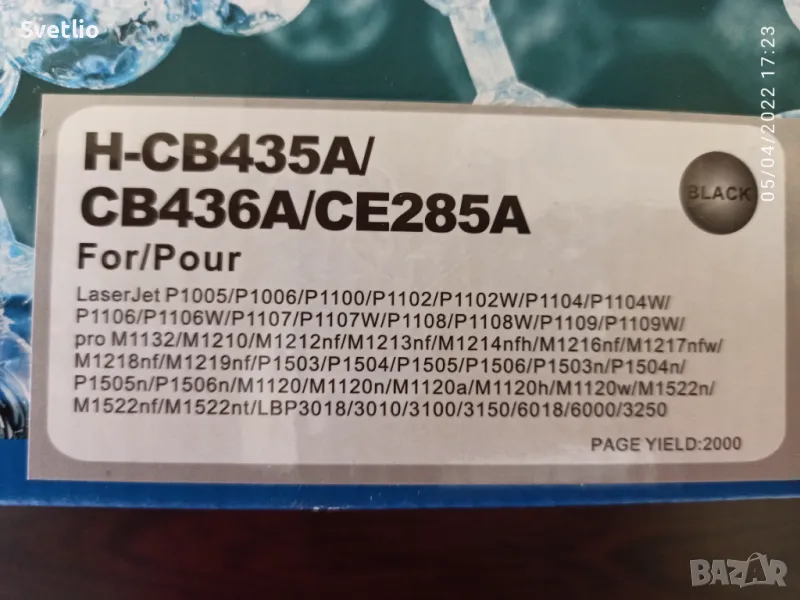 Svetlio
05/04/2022 17:23
H-CB435A/
CB436A/CE285A
BLACK
For/Pour
LaserJet P1005/P1006/P1100/P1102/P1102W/P1104/P1104W/
P1106/P1106W/P1107/P1107W/P1108/P1108W/P1109/P1109W/
pro M1132/M1210/M1212nf/M1213nf/M1214nfh/M1216nf/M1217nfw/
M1218nf/M1219nf/P1503/P1504/P1505/P1506/P1503n/P1504n/
P1505n/P1506n/M1120/M1120n/M1120a/M1120h/M1120w/M1522n/
M1522nf/M1522nt/LBP3018/3010/3100/3150/6018/6000/3250
PAGE YIELD:2000
BAZAR